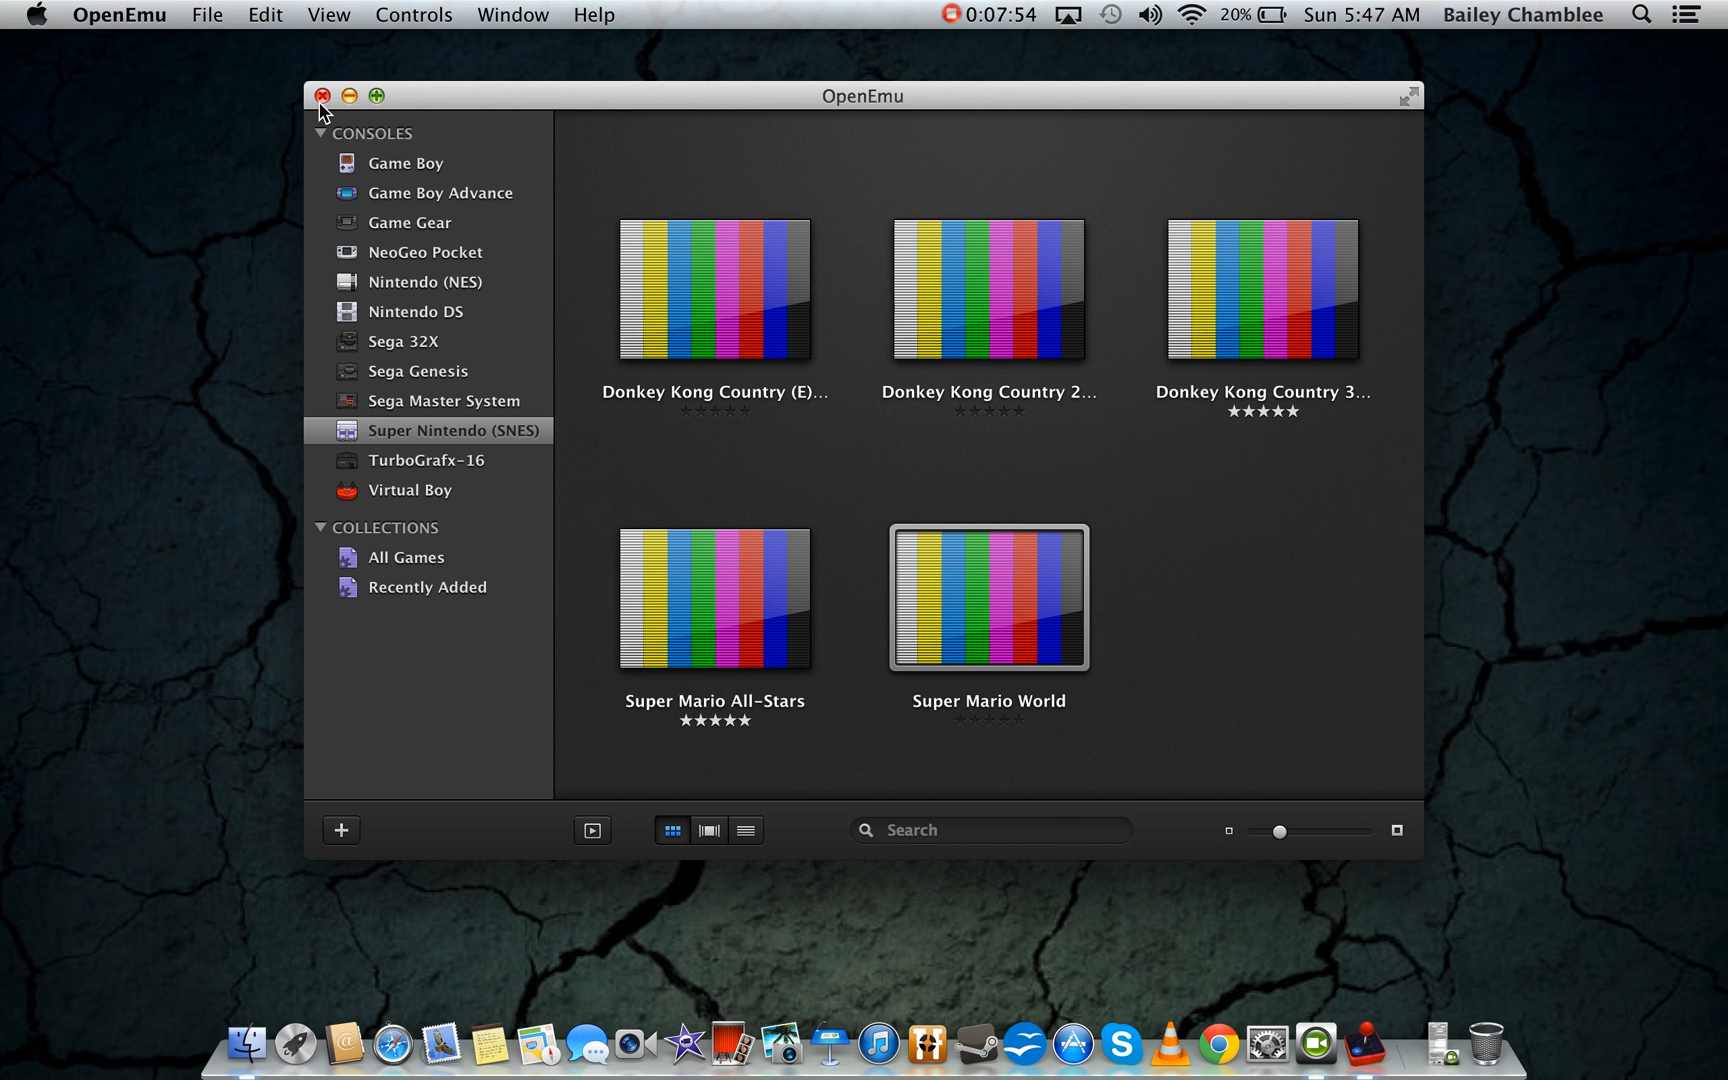 OpenEmu File Edit View Controls Window Help 0:07:54 20% Sun 5:47 AM Bailey Chamblee
OpenEmu
CONSOLES
Game Boy
Game Boy Advance
Game Gear
NeoGeo Pocket
Nintendo (NES)
Nintendo DS
Sega 32X
Sega Genesis
Sega Master System
Super Nintendo (SNES)
TurboGrafx-16
Virtual Boy
COLLECTIONS
All Games
Recently Added
Donkey Kong Country (E)... Donkey Kong Country 2... Donkey Kong Country 3...
Super Mario All-Stars Super Mario World
Search